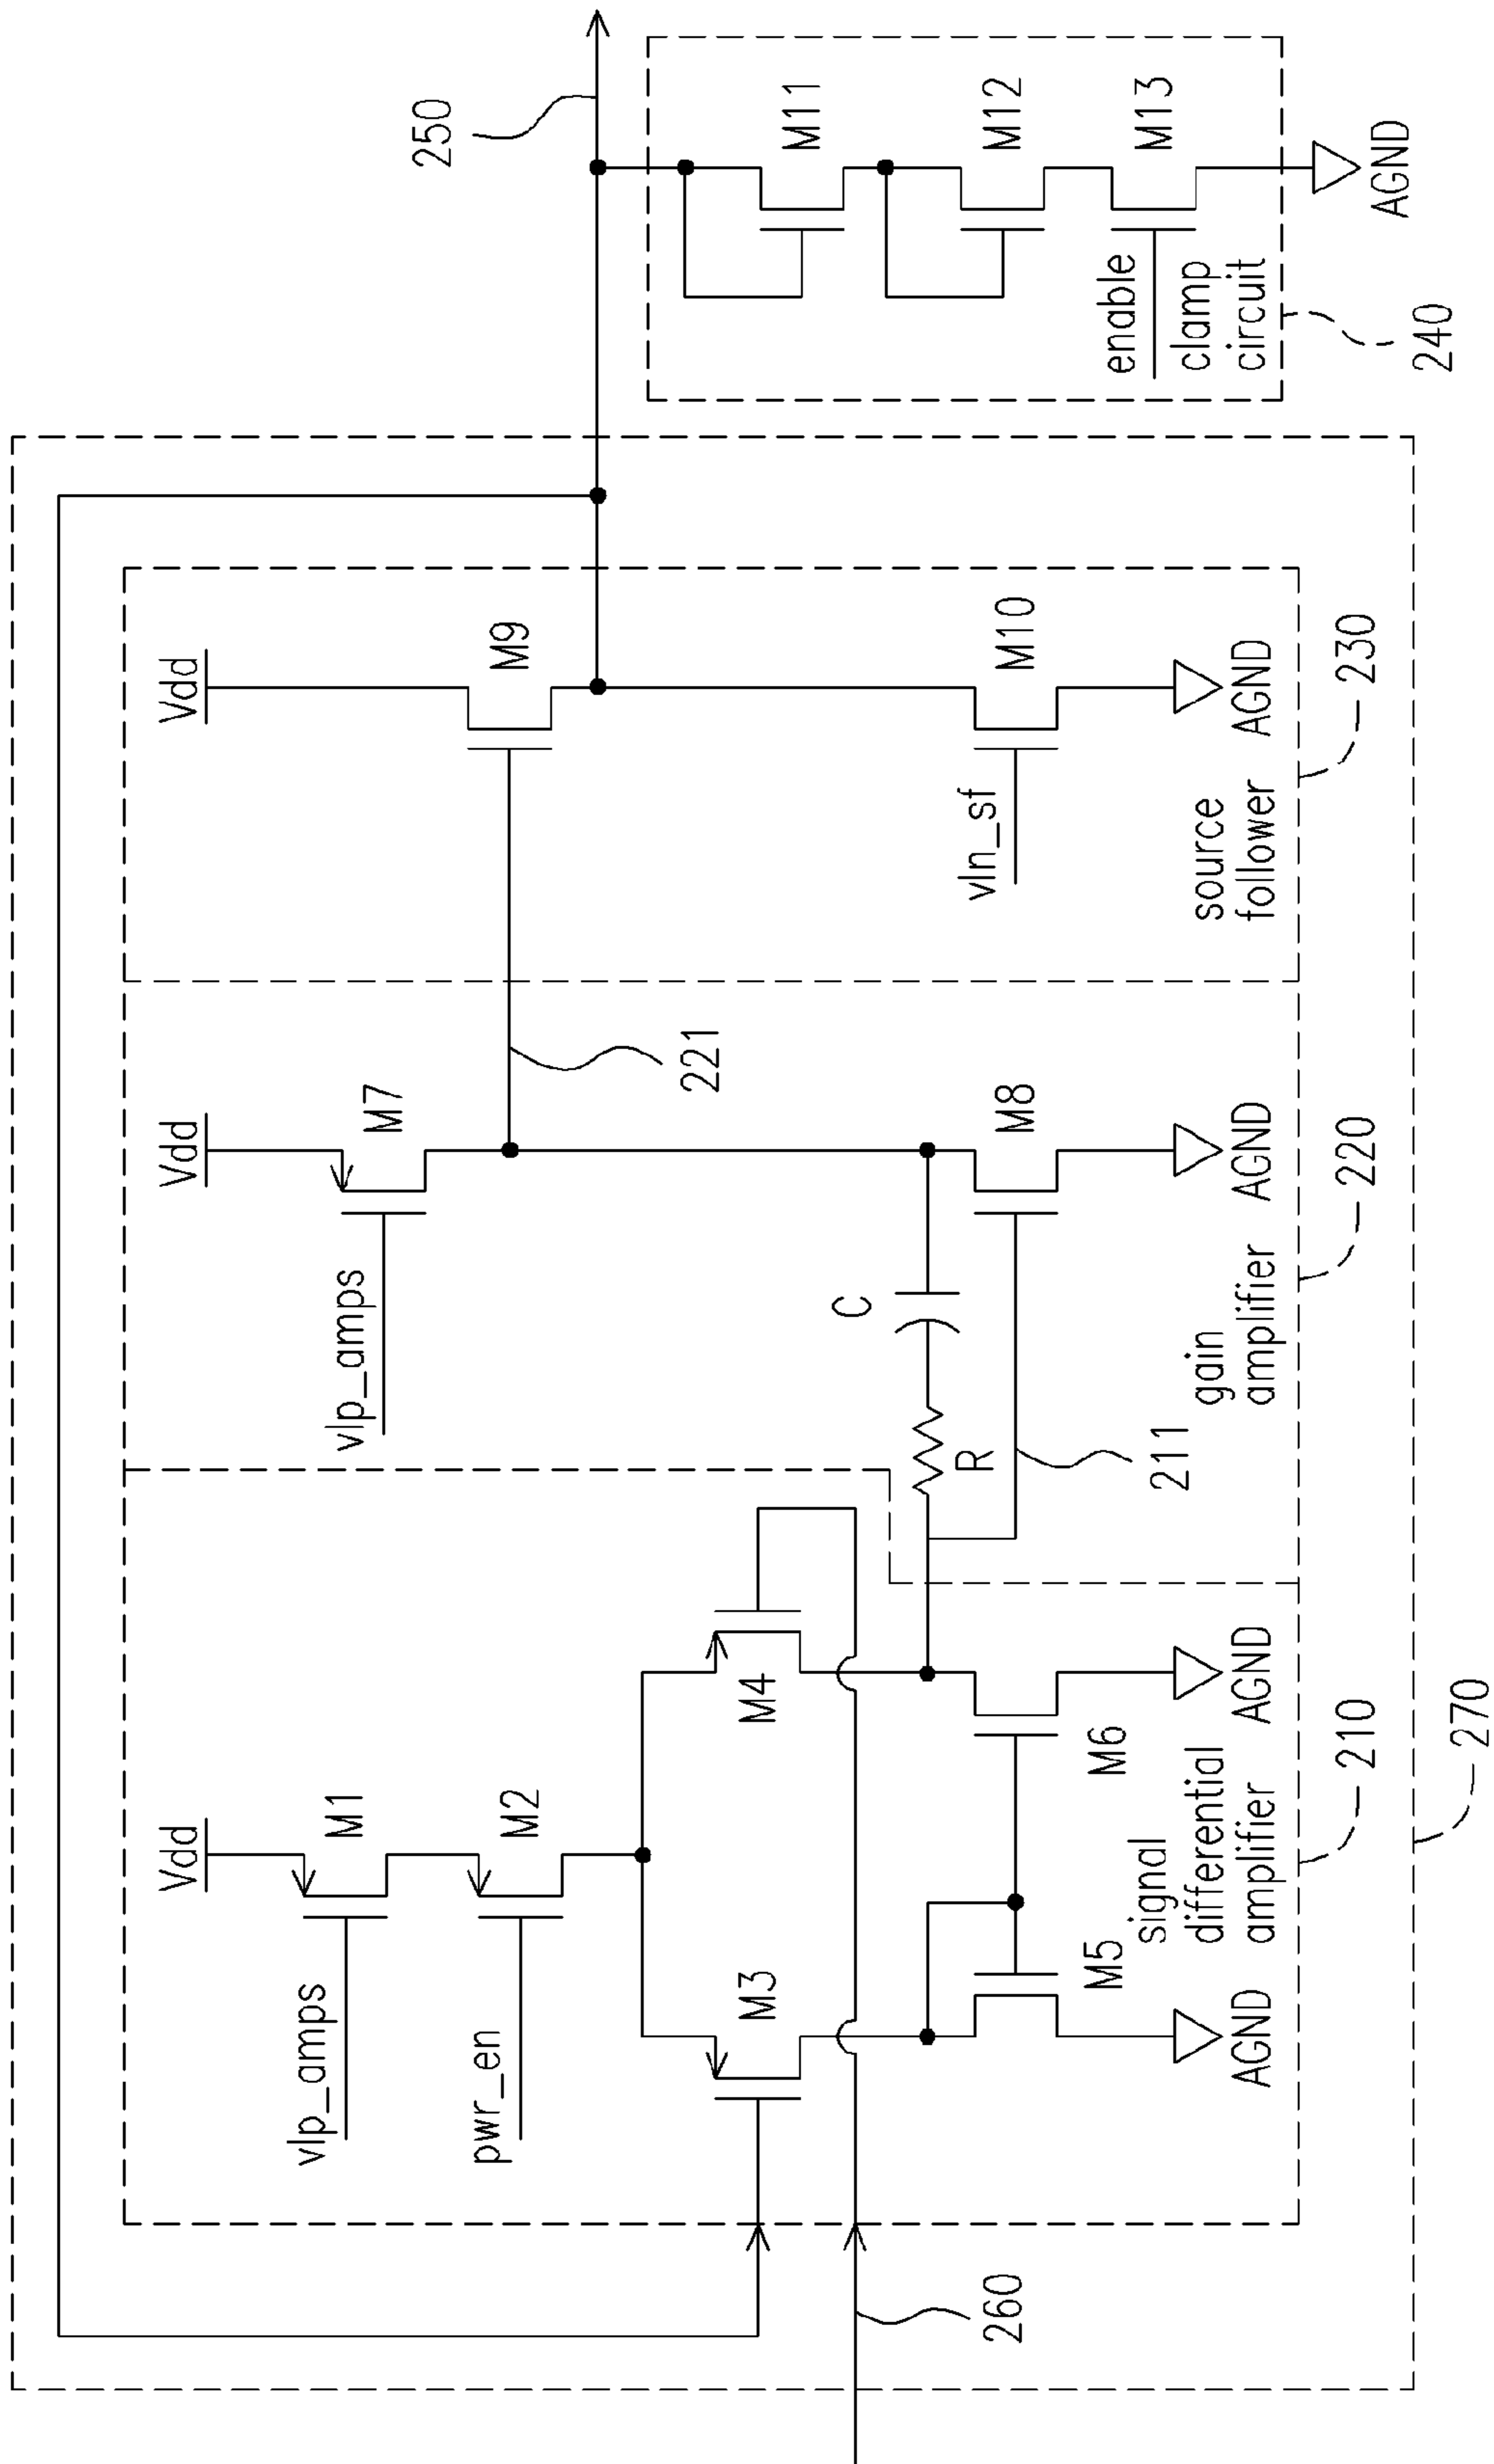 Vdd
vlp_amps
M1
pwr_en
M2
M3
M4
M5
M6
AGND
AGND
signal
differential
amplifier
210
260
270
Vdd
vlp_amps
M7
221
C
R
211
M8
AGND
gain
amplifier
220
Vdd
M9
vln_sf
M10
AGND
source
follower
230
250
M11
M12
M13
enable
clamp
circuit
240
AGND